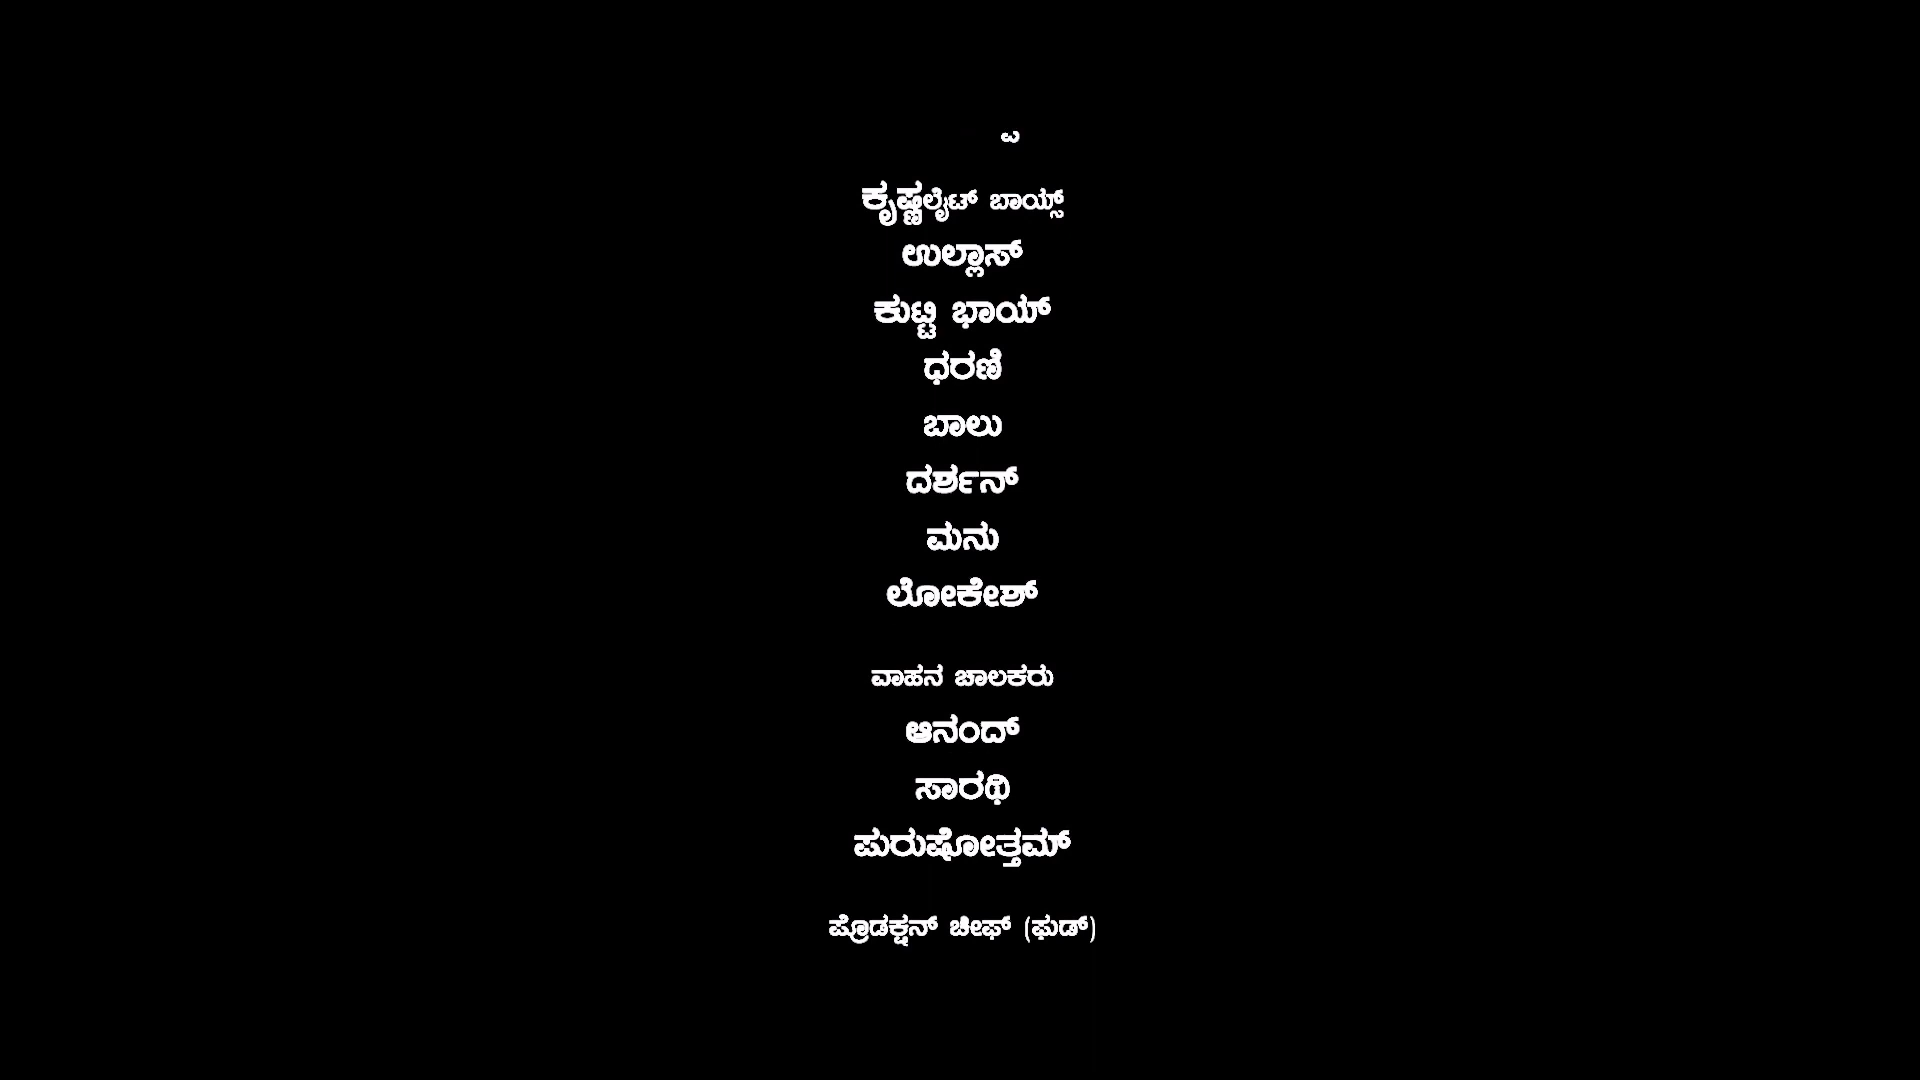 ಕೃಷ್ಣಲೈಟ್ ಬಾಯ್ಸ್
ಉಲ್ಲಾಸ್
ಕುಟ್ಟಿ ಭಾಯ್
ಧರಣಿ
ಬಾಲು
ದರ್ಶನ್
ಮನು
ಲೋಕೇಶ್
ವಾಹನ ಚಾಲಕರು
ಆನಂದ್
ಸಾರಥಿ
ಪುರುಷೋತ್ತಮ್
ಪ್ರೊಡಕ್ಷನ್ ಚೀಫ್ (ಫುಡ್)